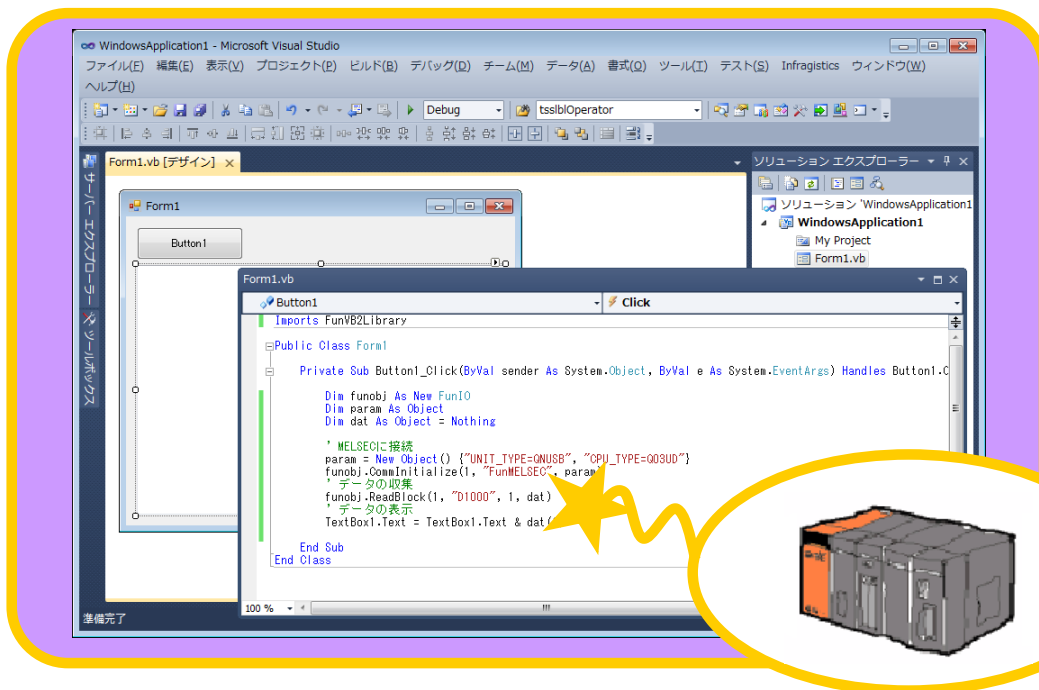 WindowsApplication1 - Microsoft Visual Studio
ファイル(F) 編集(E) 表示(V) プロジェクト(P) ビルド(B) デバッグ(D) チーム(M) データ(A) 書式(O) ツール(T) テスト(S) Infragistics ウィンドウ(W)
ヘルプ(H)
Debug tsslblOperator
サーバー エクスプローラー
ツールボックス
Form1.vb [デザイン]
Form1
Button1
ソリューション エクスプローラー
ソリューション 'WindowsApplication1
WindowsApplication1
My Project
Form1.vb
Form1.vb
Button1 Click
Imports FunVB2Library
Public Class Form1
Private Sub Button1_Click(ByVal sender As System.Object, ByVal e As System.EventArgs) Handles Button1.C
Dim funobj As New FunIO
Dim param As Object
Dim dat As Object = Nothing
' MELSECに接続
param = New Object() {"UNIT_TYPE=QNUSB", "CPU_TYPE=Q03UD"}
funobj.CommInitialize(1, "FunMELSEC", param)
' データの収集
funobj.ReadBlock(1, "D1000", 1, dat)
' データの表示
TextBox1.Text = TextBox1.Text & dat(
End Sub
End Class
100 %
準備完了